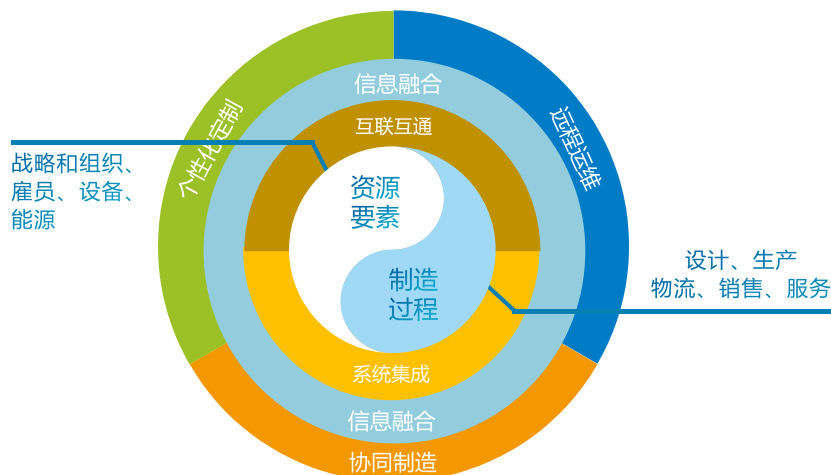 信息融合
互联互通
个性化定制
远程运维
战略和组织、
雇员、设备、
能源
资源
要素
制造
过程
设计、生产
物流、销售、服务
系统集成
信息融合
协同制造